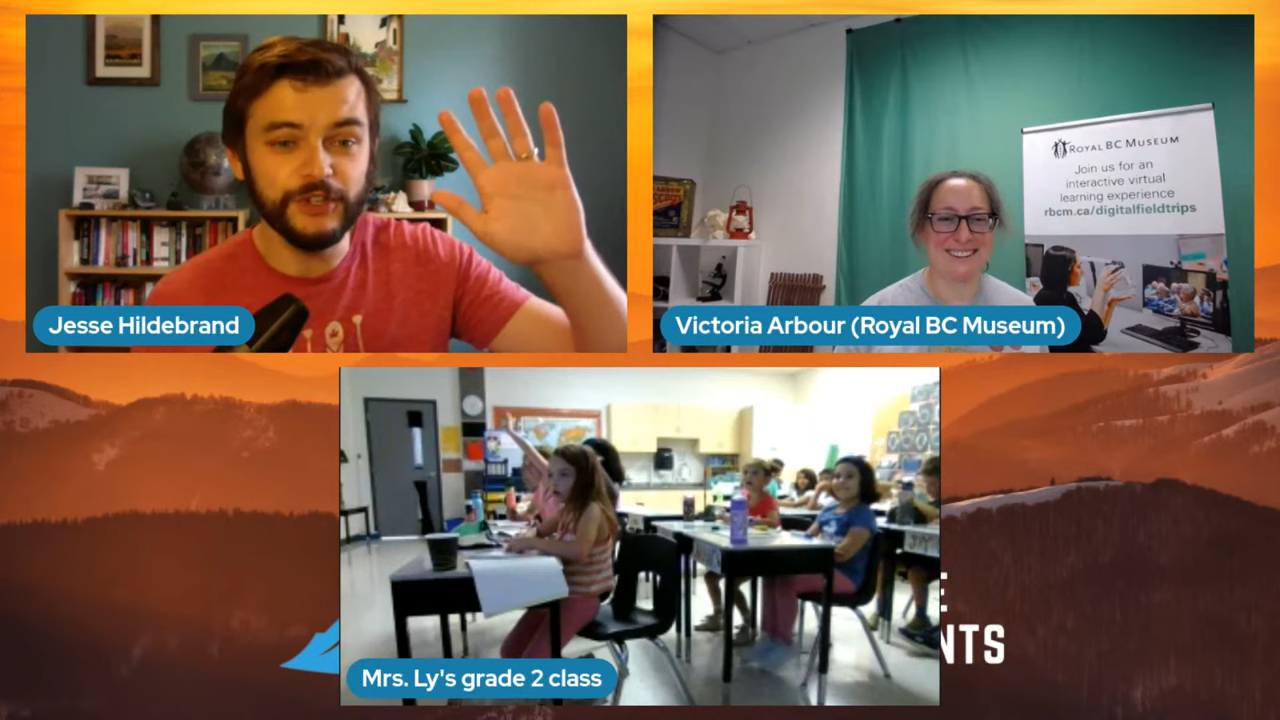 Jesse Hildebrand
ROYAL BC MUSEUM
Join us for an
interactive virtual
learning experience
rbcm.ca/digitalfieldtrips
Victoria Arbour (Royal BC Museum)
Mrs. Ly's grade 2 class